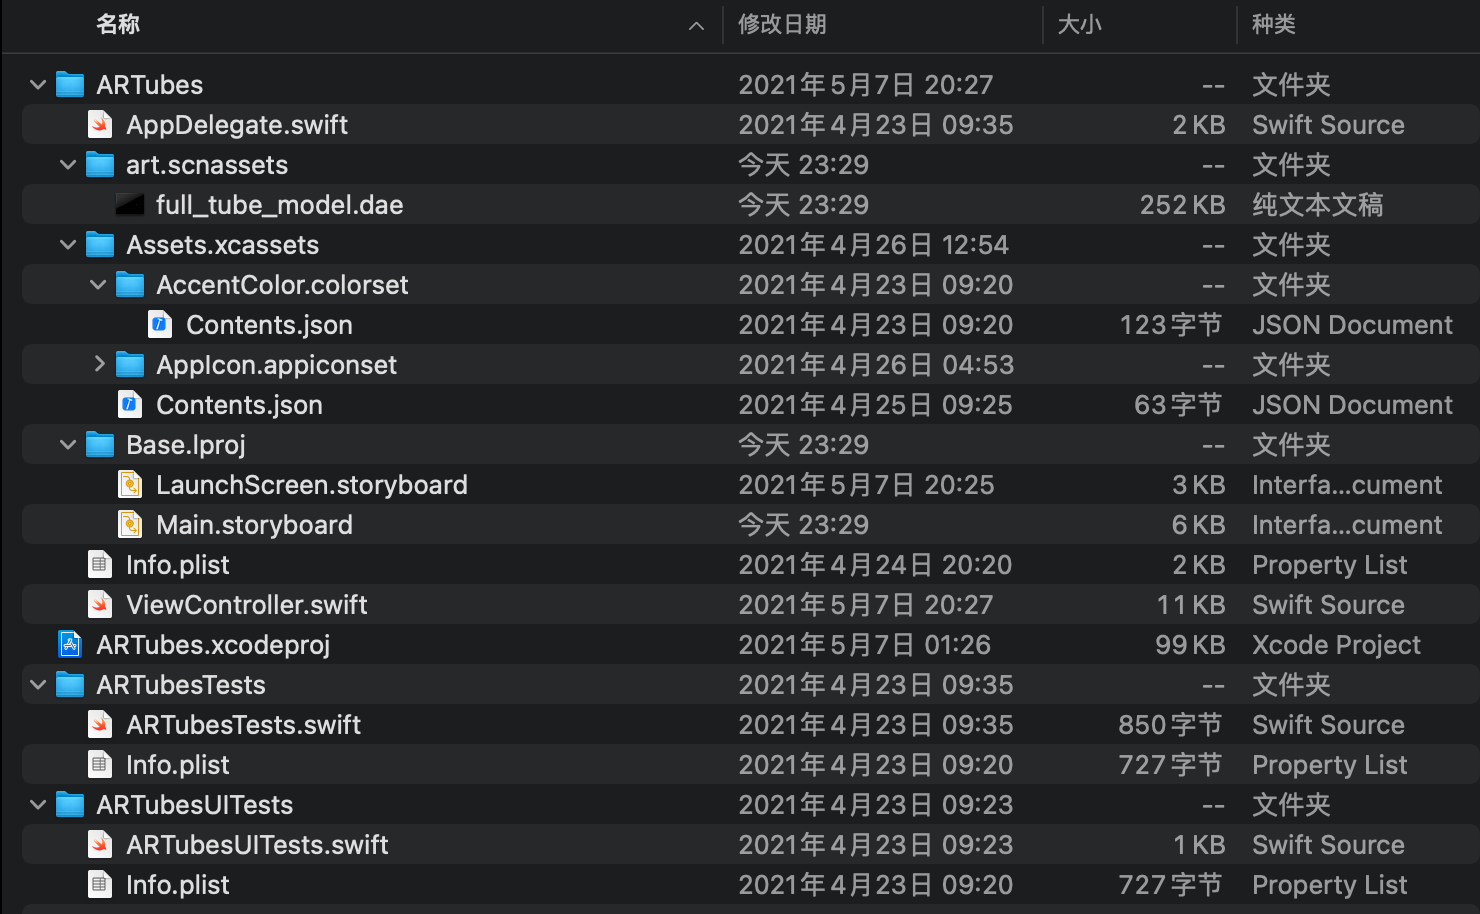 名称 修改日期 大小 种类
ARTubes 2021年5月7日 20:27 -- 文件夹
AppDelegate.swift 2021年4月23日 09:35 2 KB Swift Source
art.scnassets 今天 23:29 -- 文件夹
full_tube_model.dae 今天 23:29 252 KB 纯文本文稿
Assets.xcassets 2021年4月26日 12:54 -- 文件夹
AccentColor.colorset 2021年4月23日 09:20 -- 文件夹
Contents.json 2021年4月23日 09:20 123字节 JSON Document
AppIcon.appiconset 2021年4月26日 04:53 -- 文件夹
Contents.json 2021年4月25日 09:25 63字节 JSON Document
Base.lproj 今天 23:29 -- 文件夹
LaunchScreen.storyboard 2021年5月7日 20:25 3 KB Interfa...cument
Main.storyboard 今天 23:29 6 KB Interfa...cument
Info.plist 2021年4月24日 20:20 2 KB Property List
ViewController.swift 2021年5月7日 20:27 11 KB Swift Source
ARTubes.xcodeproj 2021年5月7日 01:26 99 KB Xcode Project
ARTubesTests 2021年4月23日 09:35 -- 文件夹
ARTubesTests.swift 2021年4月23日 09:35 850字节 Swift Source
Info.plist 2021年4月23日 09:20 727字节 Property List
ARTubesUITests 2021年4月23日 09:23 -- 文件夹
ARTubesUITests.swift 2021年4月23日 09:23 1 KB Swift Source
Info.plist 2021年4月23日 09:20 727字节 Property List